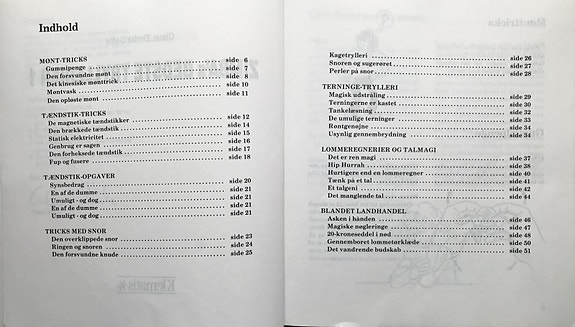 Indhold
MØNT-TRICKS
Gummipenge side 6
Den forsvundne mønt side 7
Det kinesiske mønttrick side 8
Møntvask side 10
Den opløste mønt side 11
TÆNDSTIK-TRICKS
De magnetiske tændstikker side 12
Den brækkede tændstik side 14
Statisk elektricitet side 15
Genbrug er sagen side 16
Den forheksede tændstik side 17
Fup og fusere side 18
TÆNDSTIK-OPGAVER
Synsbedrag side 20
En af de dumme side 21
Umuligt - og dog side 21
En af de dumme side 21
Umuligt - og dog side 21
TRICKS MED SNOR
Den overklippede snor side 23
Ringen og snoren side 24
Den forsvundne knude side 25
Kagetrylleri side 26
Snoren og sugerøret side 27
Perler på snor side 28
TERNINGE-TRYLLERI
Magisk udstråling side 29
Terningerne er kastet side 30
Tankelæsning side 32
De umulige terninger side 33
Røntgenøjne side 34
Usynlig gennembrydning side 34
LOMMEREGNERIER OG TALMAGI
Det er ren magi side 37
Hip Hurrah side 38
Hurtigere end en lommeregner side 40
Tænk på et tal side 41
Et talgeni side 42
Det manglende tal side 44
BLANDET LANDHANDEL
Asken i hånden side 46
Magiske nøgleringe side 47
20-kroneseddel i nød side 48
Gennemboret lommetørklæde side 50
Det vandrende budskab side 51